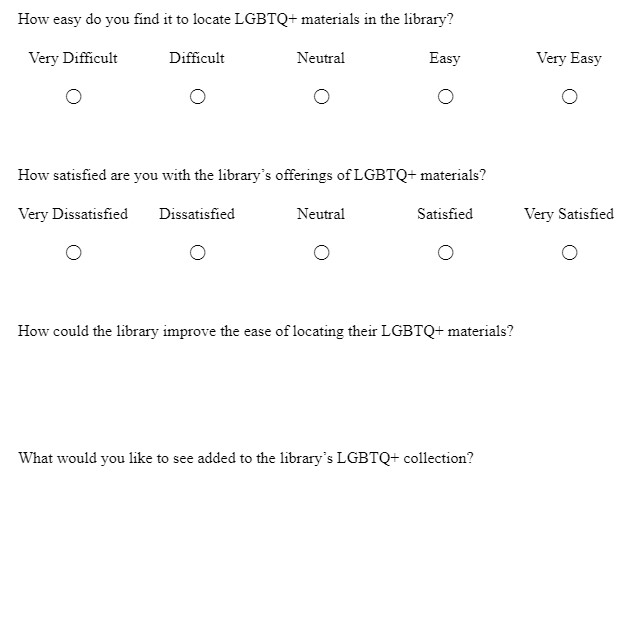 How easy do you find it to locate LGBTQ+ materials in the library?
Very Difficult Difficult Neutral Easy Very Easy
How satisfied are you with the library's offerings of LGBTQ+ materials?
Very Dissatisfied Dissatisfied Neutral Satisfied Very Satisfied
How could the library improve the ease of locating their LGBTQ+ materials?
What would you like to see added to the library's LGBTQ+ collection?